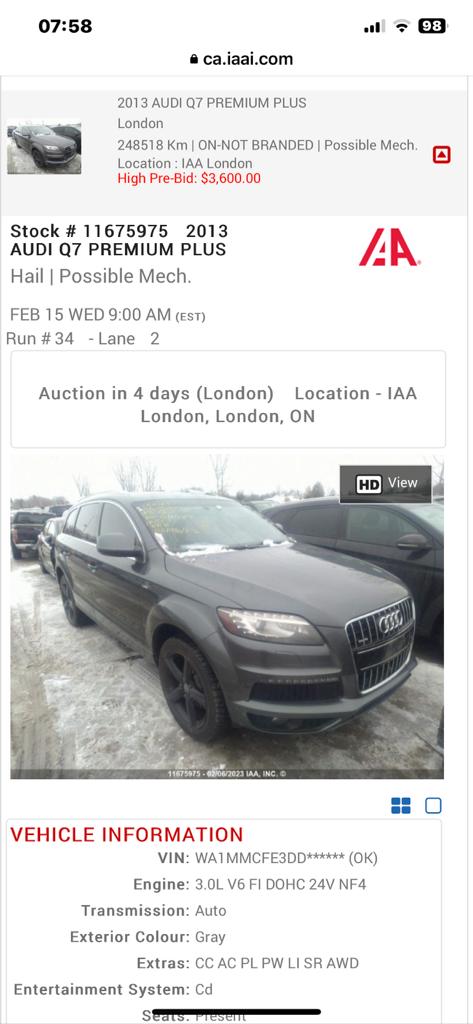 07:58
98
ca.iaai.com
2013 AUDI Q7 PREMIUM PLUS
London
248518 Km | ON-NOT BRANDED | Possible Mech.
Location : IAA London
High Pre-Bid: $3,600.00
Stock # 11675975 2013
AUDI Q7 PREMIUM PLUS
IAA
Hail | Possible Mech.
FEB 15 WED 9:00 AM (EST)
Run # 34 - Lane 2
Auction in 4 days (London) Location - IAA
London, London, ON
HD View
11675975 - 02/06/2023 IAA, INC. ©
VEHICLE INFORMATION
VIN: WA1MMCFE3DD****** (OK)
Engine: 3.0L V6 FI DOHC 24V NF4
Transmission: Auto
Exterior Colour: Gray
Extras: CC AC PL PW LI SR AWD
Entertainment System: Cd
Seats: Present